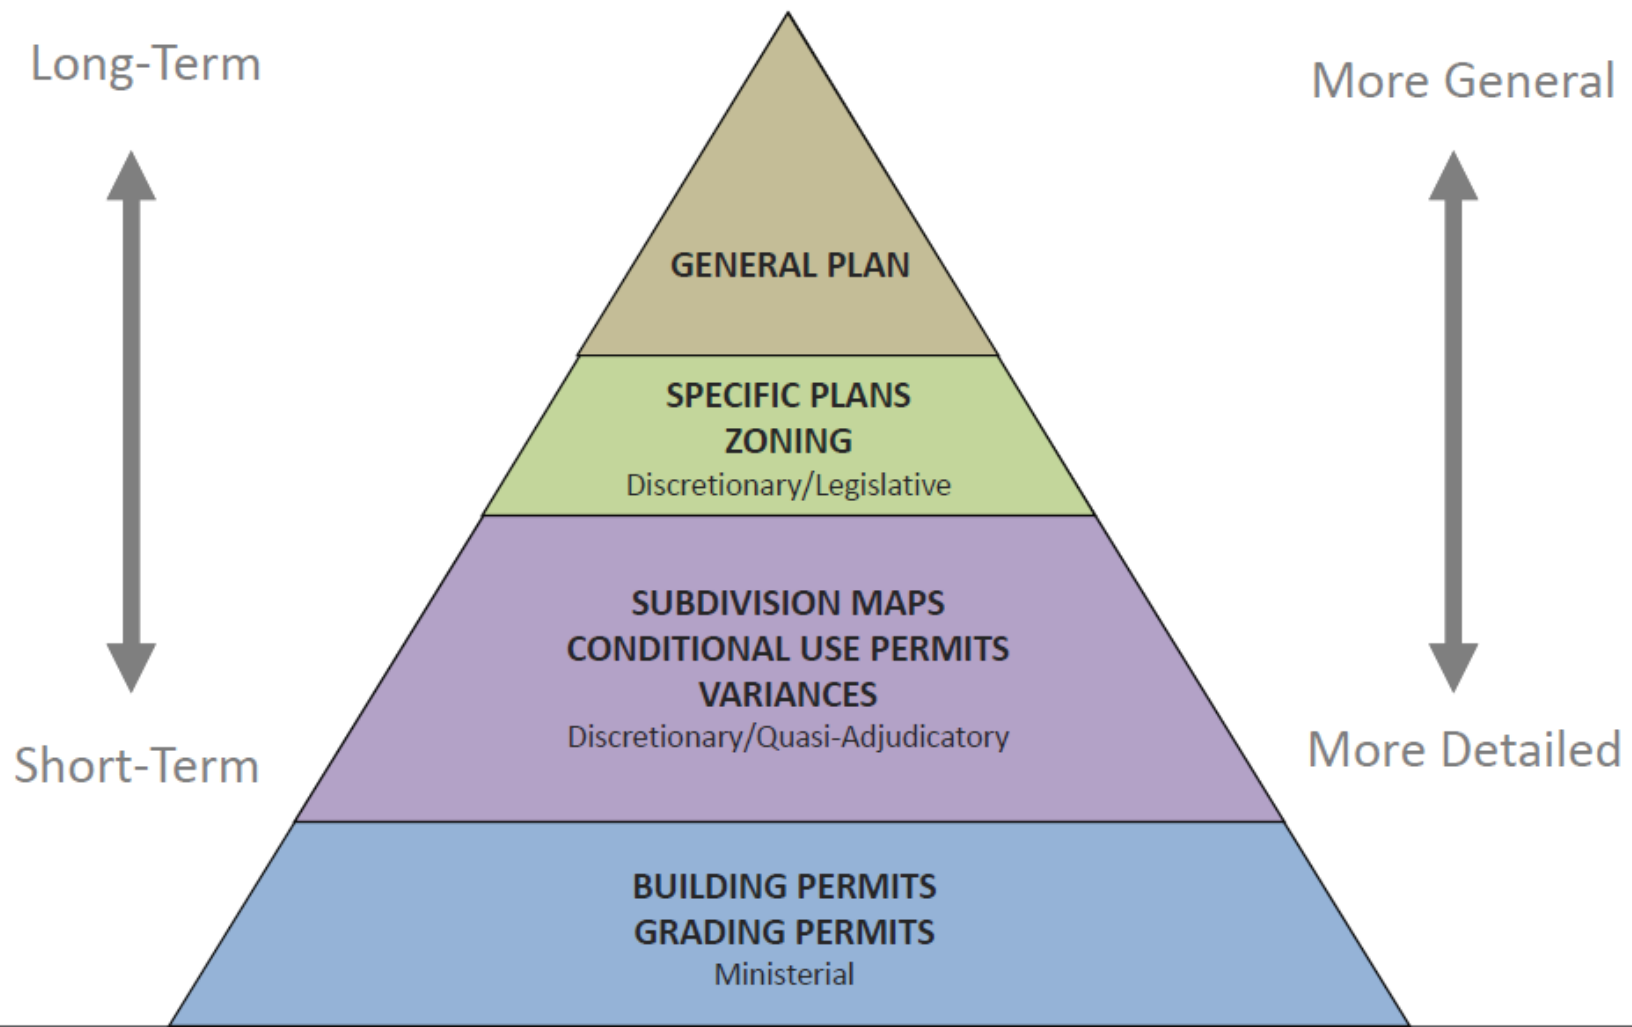 Long-Term
More General
GENERAL PLAN
SPECIFIC PLANS
ZONING
Discretionary/Legislative
SUBDIVISION MAPS
CONDITIONAL USE PERMITS
VARIANCES
Discretionary/Quasi-Adjudicatory
Short-Term
More Detailed
BUILDING PERMITS
GRADING PERMITS
Ministerial